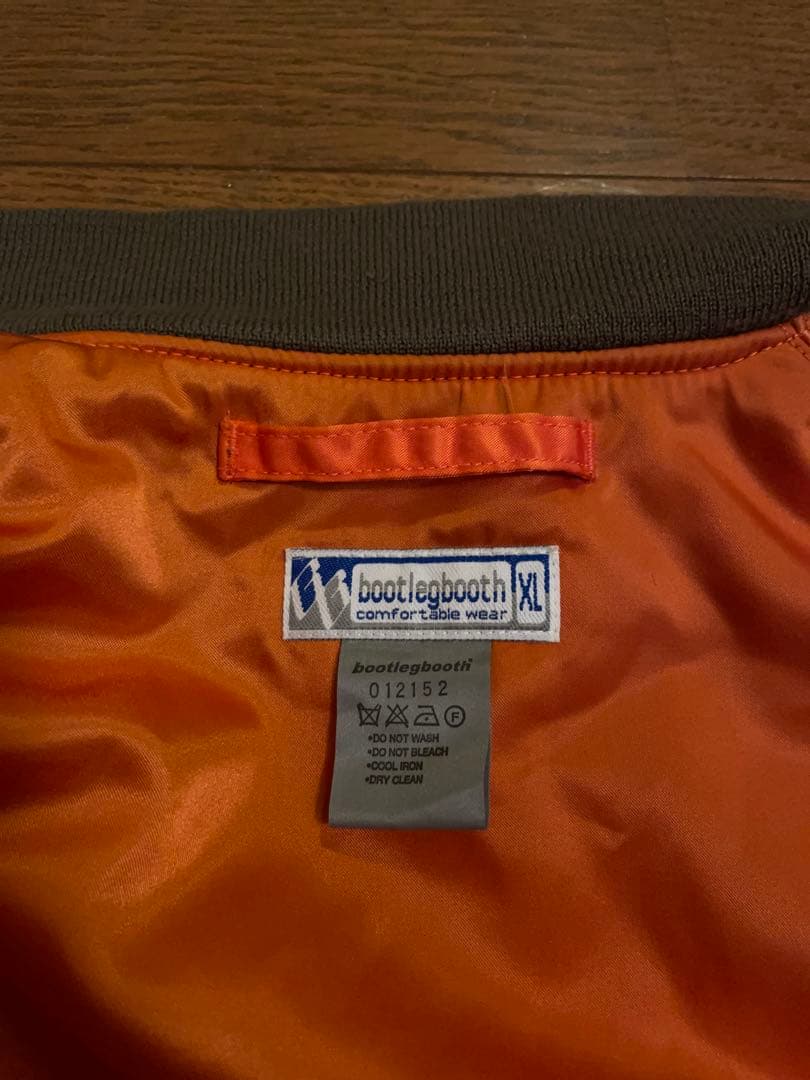 bootlegbooth XL
comfortable wear
bootlegbooth
012152
F
•DO NOT WASH
•DO NOT BLEACH
•COOL IRON
•DRY CLEAN